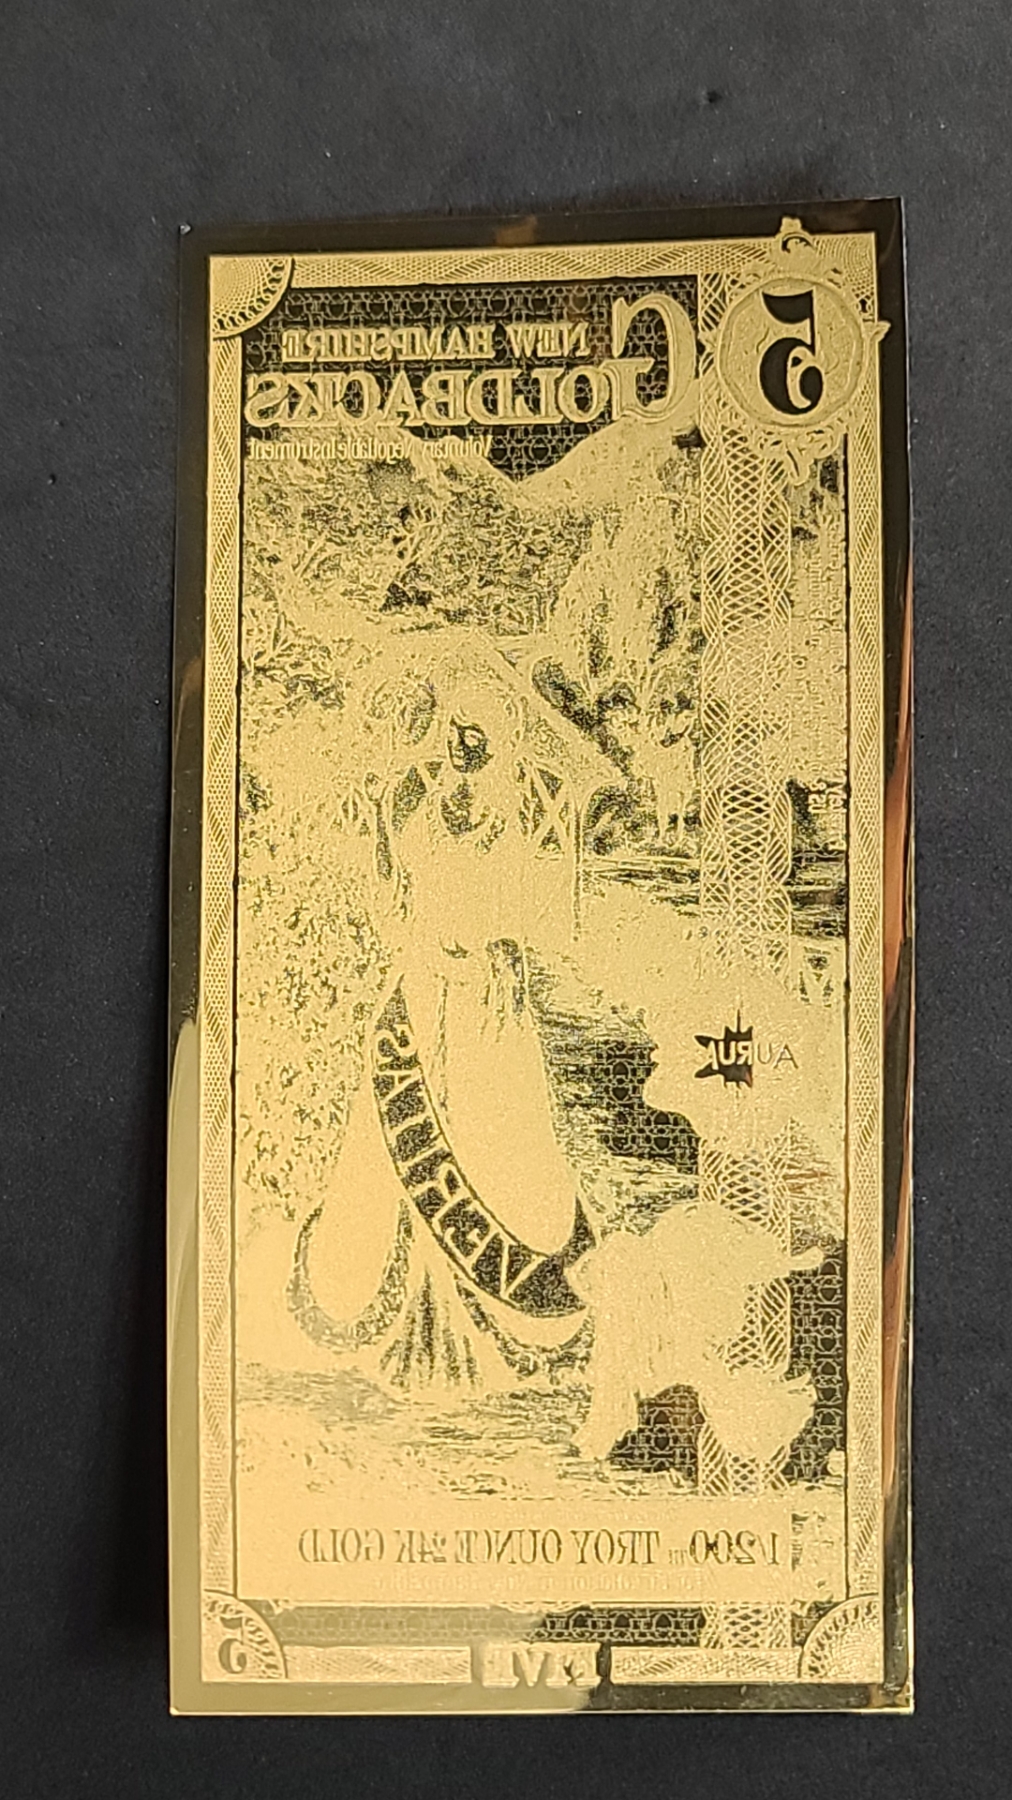 5
NEW HAMPSHIRE
GOLDBACKS
Voluntary Negotiable Instrument
AURUM
VERITAS
1/200TH TROY OUNCE 24K GOLD
5
FIVE